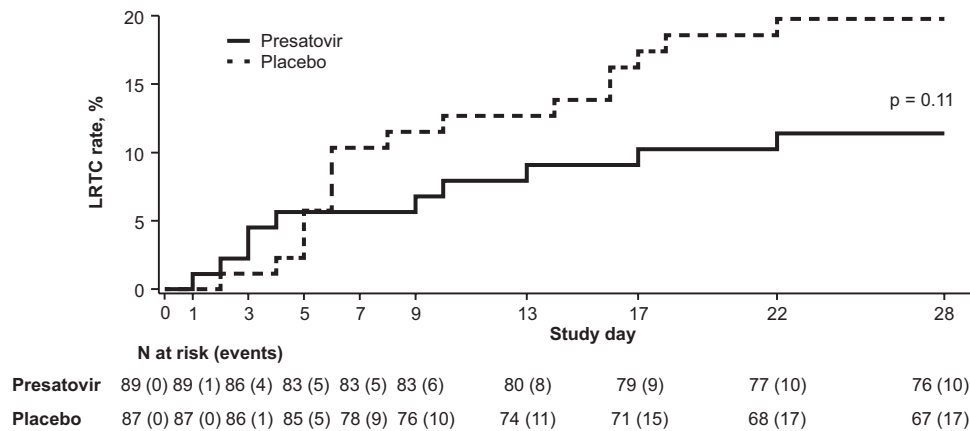 20
Presatovir
Placebo
15
p = 0.11
LRTC rate, %
10
5
0
0 1 3 5 7 9 13 17 22 28
Study day
N at risk (events)
Presatovir 89 (0) 89 (1) 86 (4) 83 (5) 83 (5) 83 (6) 80 (8) 79 (9) 77 (10) 76 (10)
Placebo 87 (0) 87 (0) 86 (1) 85 (5) 78 (9) 76 (10) 74 (11) 71 (15) 68 (17) 67 (17)